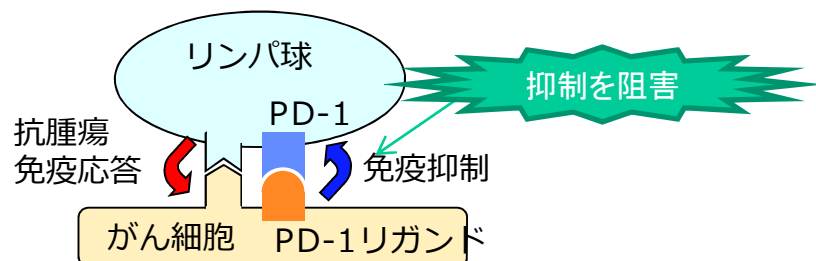 リンパ球
抑制を阻害
PD-1
抗腫瘍
免疫応答
免疫抑制
がん細胞
PD-1リガンド